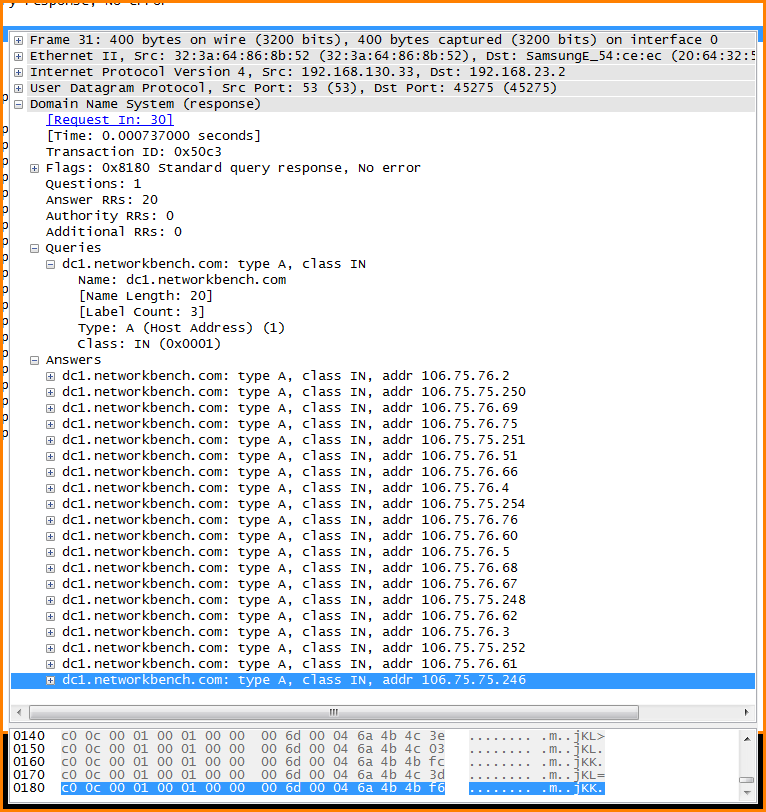 Frame 31: 400 bytes on wire (3200 bits), 400 bytes captured (3200 bits) on interface 0
Ethernet II, Src: 32:3a:64:86:8b:52 (32:3a:64:86:8b:52), Dst: SamsungE_54:ce:ec (20:64:32:5
Internet Protocol Version 4, Src: 192.168.130.33, Dst: 192.168.23.2
User Datagram Protocol, Src Port: 53 (53), Dst Port: 45275 (45275)
Domain Name System (response)
[Request In: 30]
[Time: 0.000737000 seconds]
Transaction ID: 0x50c3
Flags: 0x8180 Standard query response, No error
Questions: 1
Answer RRs: 20
Authority RRs: 0
Additional RRs: 0
Queries
dc1.networkbench.com: type A, class IN
Name: dc1.networkbench.com
[Name Length: 20]
[Label Count: 3]
Type: A (Host Address) (1)
Class: IN (0x0001)
Answers
dc1.networkbench.com: type A, class IN, addr 106.75.76.2
dc1.networkbench.com: type A, class IN, addr 106.75.75.250
dc1.networkbench.com: type A, class IN, addr 106.75.76.69
dc1.networkbench.com: type A, class IN, addr 106.75.76.75
dc1.networkbench.com: type A, class IN, addr 106.75.75.251
dc1.networkbench.com: type A, class IN, addr 106.75.76.51
dc1.networkbench.com: type A, class IN, addr 106.75.76.66
dc1.networkbench.com: type A, class IN, addr 106.75.76.4
dc1.networkbench.com: type A, class IN, addr 106.75.75.254
dc1.networkbench.com: type A, class IN, addr 106.75.76.76
dc1.networkbench.com: type A, class IN, addr 106.75.76.60
dc1.networkbench.com: type A, class IN, addr 106.75.76.5
dc1.networkbench.com: type A, class IN, addr 106.75.76.68
dc1.networkbench.com: type A, class IN, addr 106.75.76.67
dc1.networkbench.com: type A, class IN, addr 106.75.75.248
dc1.networkbench.com: type A, class IN, addr 106.75.76.62
dc1.networkbench.com: type A, class IN, addr 106.75.76.3
dc1.networkbench.com: type A, class IN, addr 106.75.75.252
dc1.networkbench.com: type A, class IN, addr 106.75.76.61
dc1.networkbench.com: type A, class IN, addr 106.75.75.246
0140 c0 0c 00 01 00 01 00 00 00 6d 00 04 6a 4b 4c 3e ........ .m..jKL>
0150 c0 0c 00 01 00 01 00 00 00 6d 00 04 6a 4b 4c 03 ........ .m..jKL.
0160 c0 0c 00 01 00 01 00 00 00 6d 00 04 6a 4b 4b fc ........ .m..jKK.
0170 c0 0c 00 01 00 01 00 00 00 6d 00 04 6a 4b 4c 3d ........ .m..jKL=
0180 c0 0c 00 01 00 01 00 00 00 6d 00 04 6a 4b 4b f6 ........ .m..jKK.